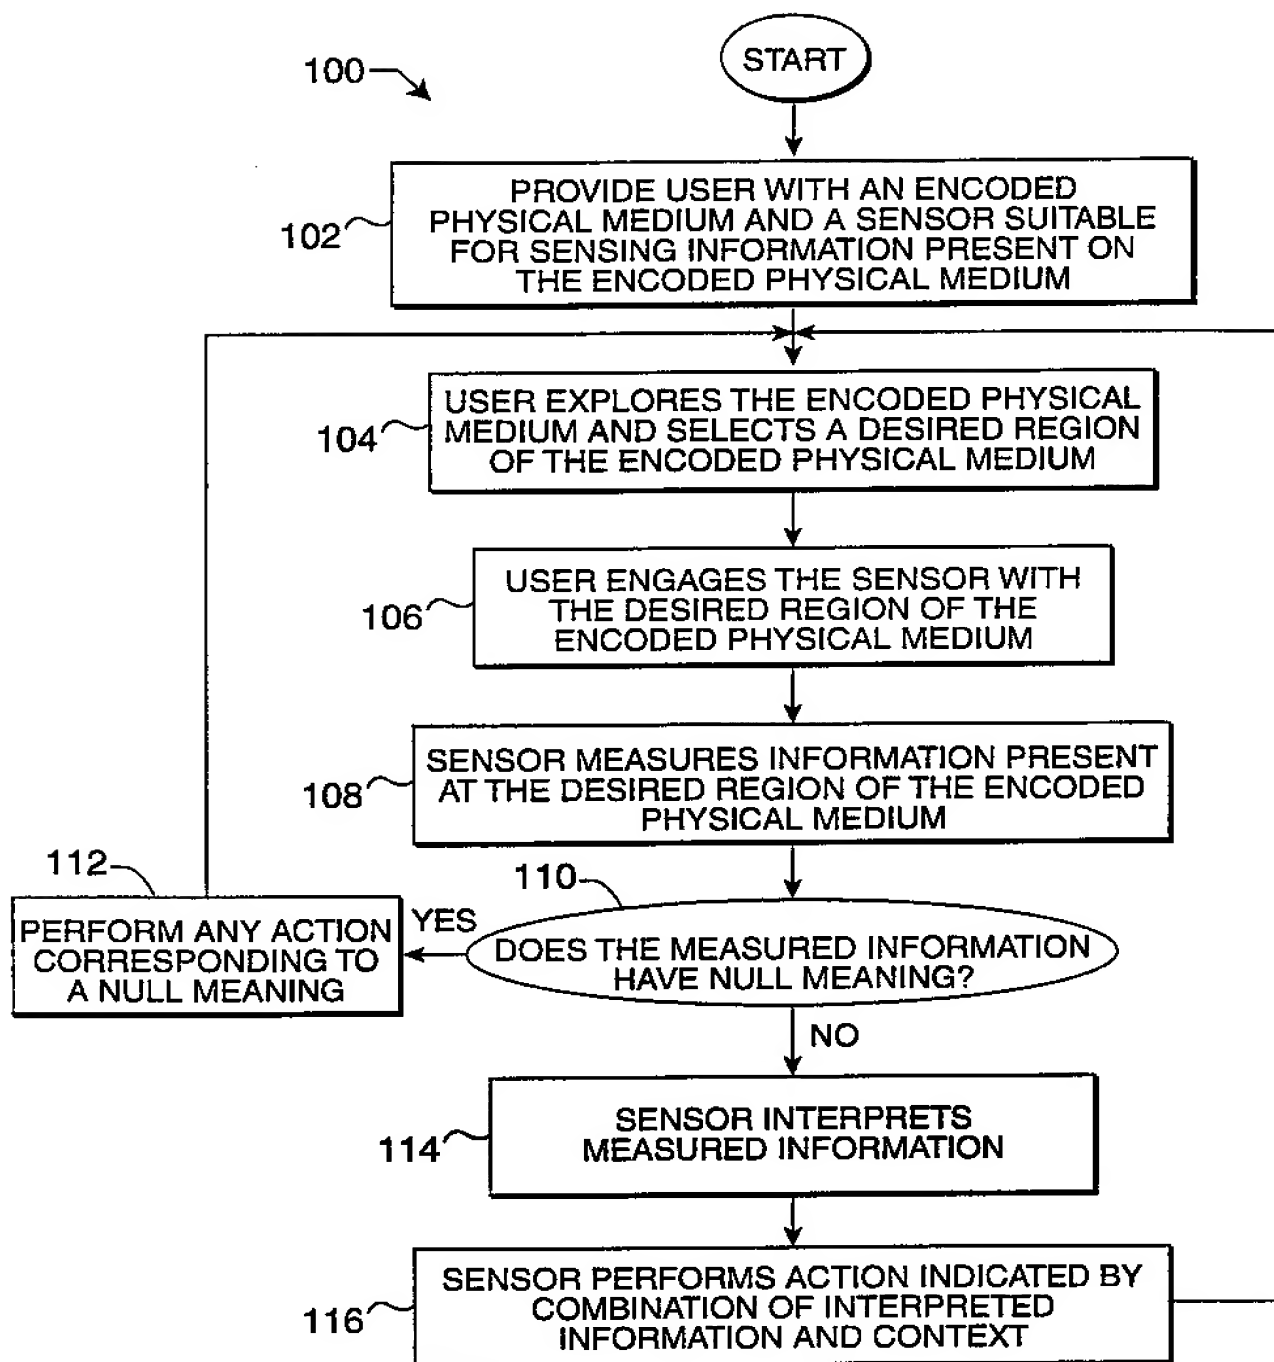 START
100
PROVIDE USER WITH AN ENCODED
PHYSICAL MEDIUM AND A SENSOR SUITABLE
FOR SENSING INFORMATION PRESENT ON
THE ENCODED PHYSICAL MEDIUM
102
USER EXPLORES THE ENCODED PHYSICAL
MEDIUM AND SELECTS A DESIRED REGION
OF THE ENCODED PHYSICAL MEDIUM
104
USER ENGAGES THE SENSOR WITH
THE DESIRED REGION OF THE
ENCODED PHYSICAL MEDIUM
106
SENSOR MEASURES INFORMATION PRESENT
AT THE DESIRED REGION OF THE ENCODED
PHYSICAL MEDIUM
108
110
DOES THE MEASURED INFORMATION
HAVE NULL MEANING?
YES
112
PERFORM ANY ACTION
CORRESPONDING TO
A NULL MEANING
NO
SENSOR INTERPRETS
MEASURED INFORMATION
114
SENSOR PERFORMS ACTION INDICATED BY
COMBINATION OF INTERPRETED
INFORMATION AND CONTEXT
116